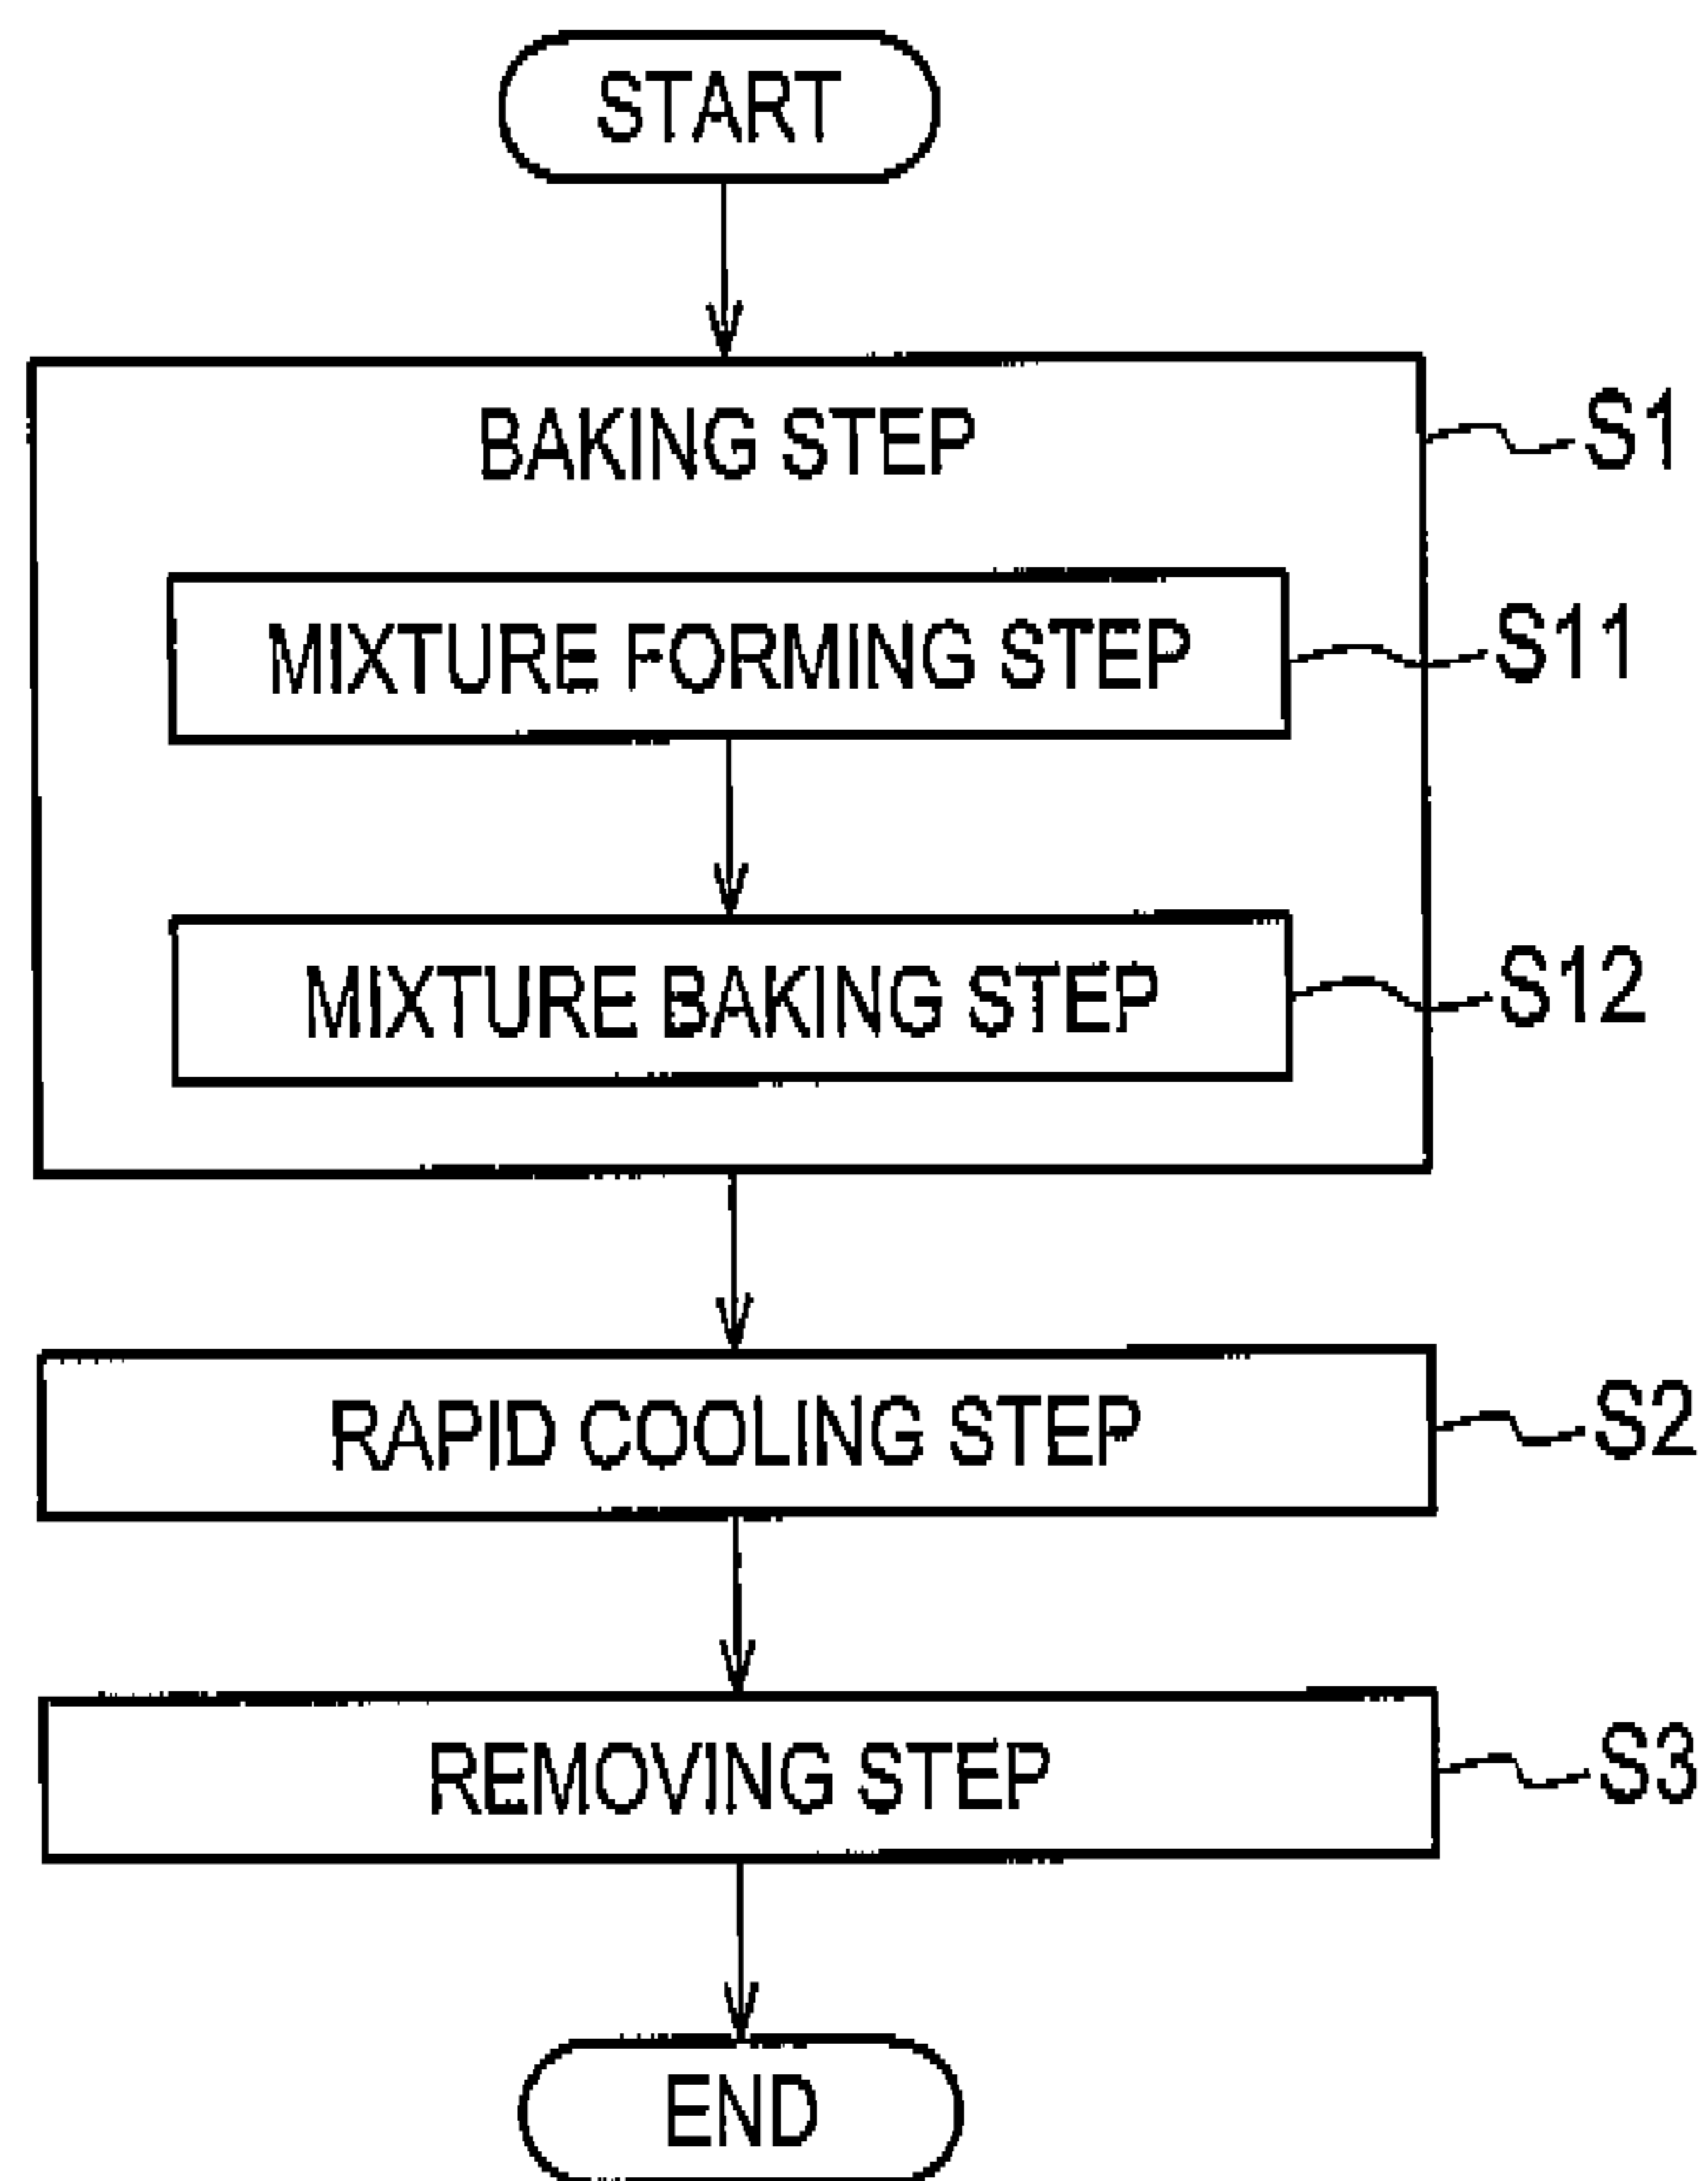 START
BAKING STEP
S1
MIXTURE FORMING STEP
S11
MIXTURE BAKING STEP
S12
RAPID COOLING STEP
S2
REMOVING STEP
S3
END